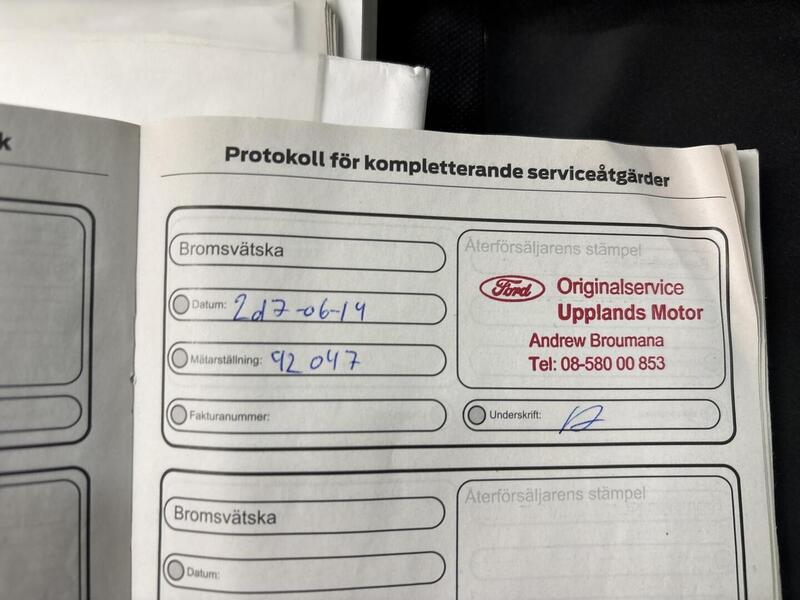 k
Protokoll för kompletterande serviceåtgärder
Bromsvätska
Återförsäljarens stämpel
Datum: 2017-06-14
Ford Originalservice
Upplands Motor
Andrew Broumana
Tel: 08-580 00 853
Mätarställning: 92 047
Fakturanummer:
Underskrift:
Bromsvätska
Återförsäljarens stämpel
Datum: